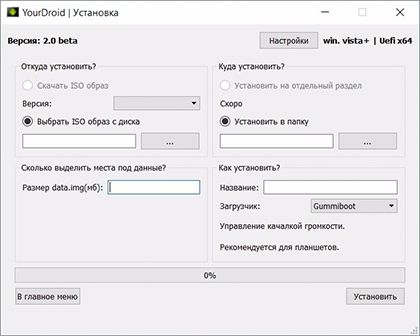 YourDroid | Установка
Версия: 2.0 beta
Настройки
win. vista+ | Uefi x64
Откуда установить?
Скачать ISO образ
Версия:
Выбрать ISO образ с диска
...
Куда установить?
Установить на отдельный раздел
Скоро
Установить в папку
...
Сколько выделить места под данные?
Размер data.img(мб):
Как установить?
Название:
Загрузчик:
Gummiboot
Управление качалкой громкости.
Рекомендуется для планшетов.
0%
В главное меню
Установить